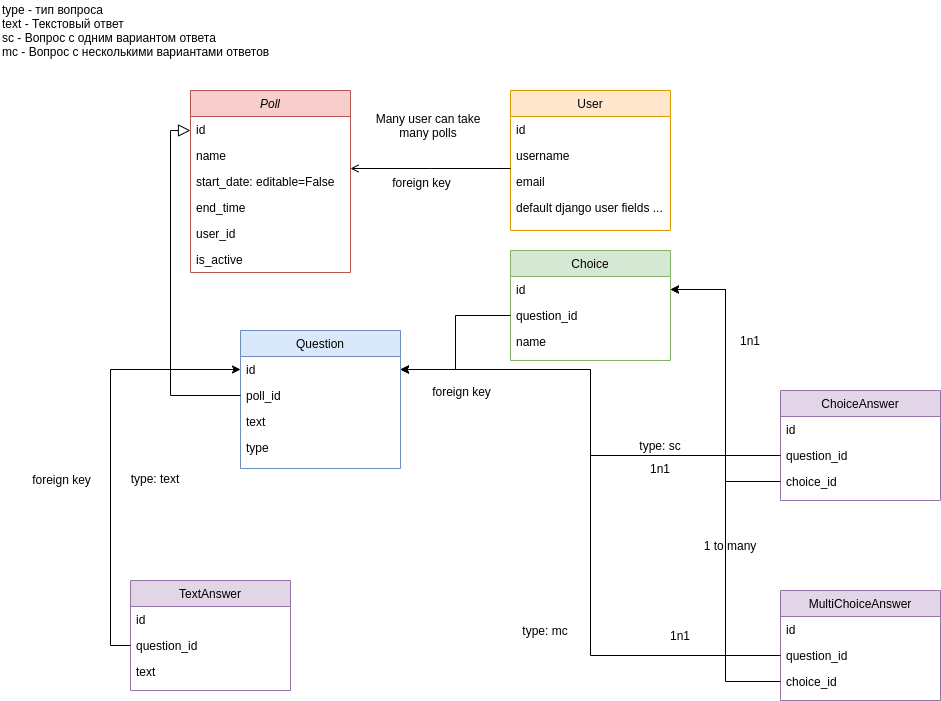 type - тип вопроса
text - Текстовый ответ
sc - Вопрос с одним вариантом ответа
mc - Вопрос с несколькими вариантами ответов
Poll
id
name
start_date: editable=False
end_time
user_id
is_active
Many user can take
many polls
foreign key
User
id
username
email
default django user fields ...
Choice
id
question_id
name
Question
id
poll_id
text
type
foreign key
1n1
ChoiceAnswer
id
question_id
choice_id
type: sc
1n1
foreign key
type: text
1 to many
TextAnswer
id
question_id
text
type: mc
1n1
MultiChoiceAnswer
id
question_id
choice_id